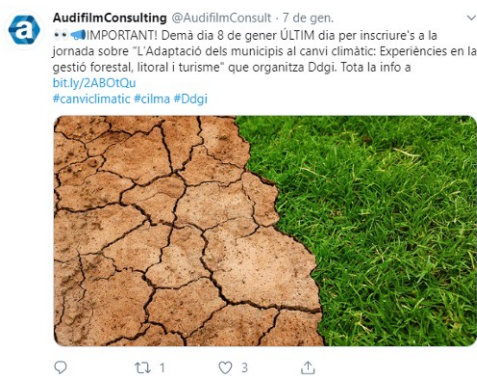 AudifilmConsulting @AudifilmConsult · 7 de gen.
👀📢IMPORTANT! Demà dia 8 de gener ÚLTIM dia per inscriure's a la
jornada sobre "L'Adaptació dels municipis al canvi climàtic: Experiències en la
gestió forestal, litoral i turisme" que organitza Ddgi. Tota la info a
bit.ly/2ABOtQu
#canviclimatic #cilma #Ddgi
1 3